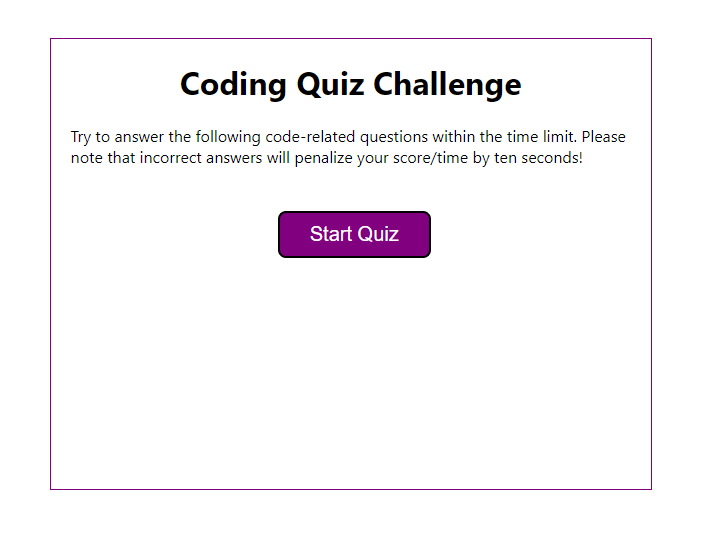 Coding Quiz Challenge
Try to answer the following code-related questions within the time limit. Please
note that incorrect answers will penalize your score/time by ten seconds!
Start Quiz